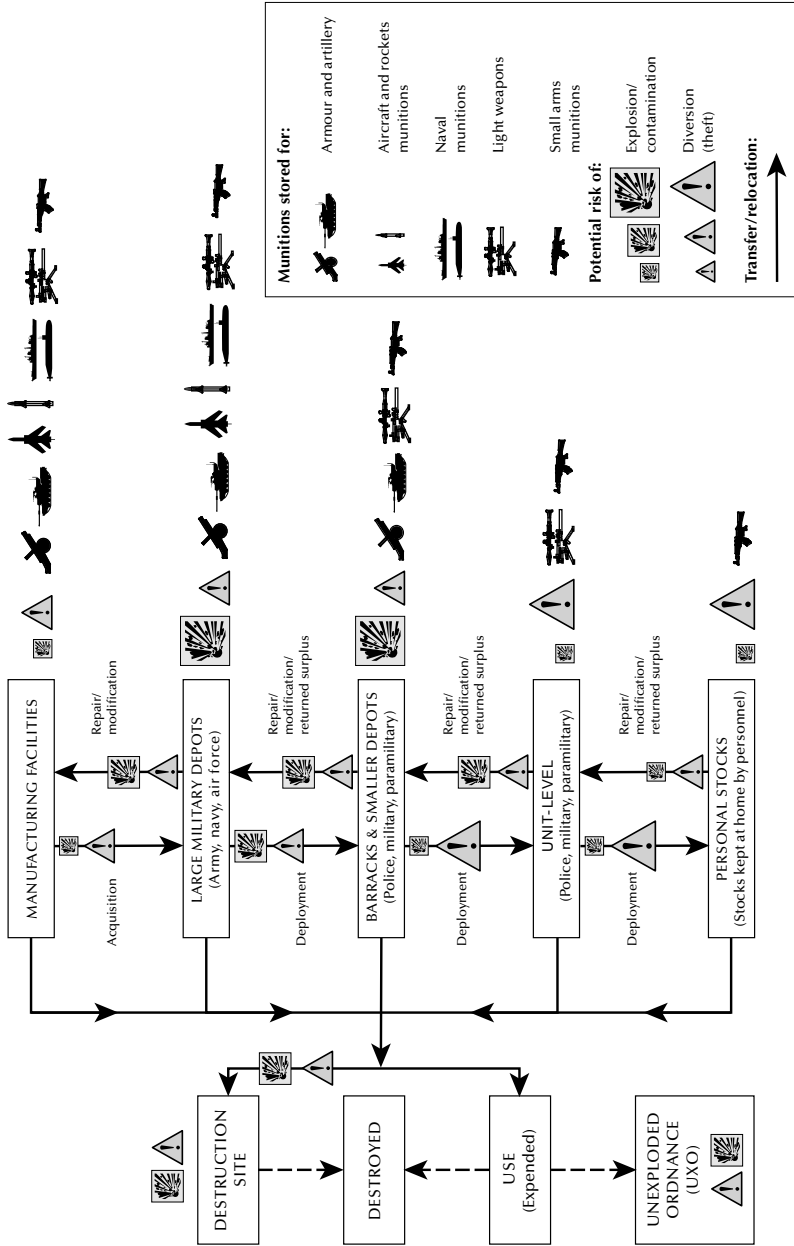 MANUFACTURING FACILITIES
Acquisition
Repair/
modification
LARGE MILITARY DEPOTS
(Army, navy, air force)
Deployment
Repair/
modification/
returned surplus
BARRACKS & SMALLER DEPOTS
(Police, military, paramilitary)
Deployment
Repair/
modification/
returned surplus
UNIT-LEVEL
(Police, military, paramilitary)
Deployment
Repair/
modification/
returned surplus
PERSONAL STOCKS
(Stocks kept at home by personnel)
DESTRUCTION
SITE
DESTROYED
USE
(Expended)
UNEXPLODED
ORDNANCE
(UXO)
Munitions stored for:
Armour and artillery
Aircraft and rockets
munitions
Naval
munitions
Light weapons
Small arms
munitions
Potential risk of:
Explosion/
contamination
Diversion
(theft)
Transfer/relocation: